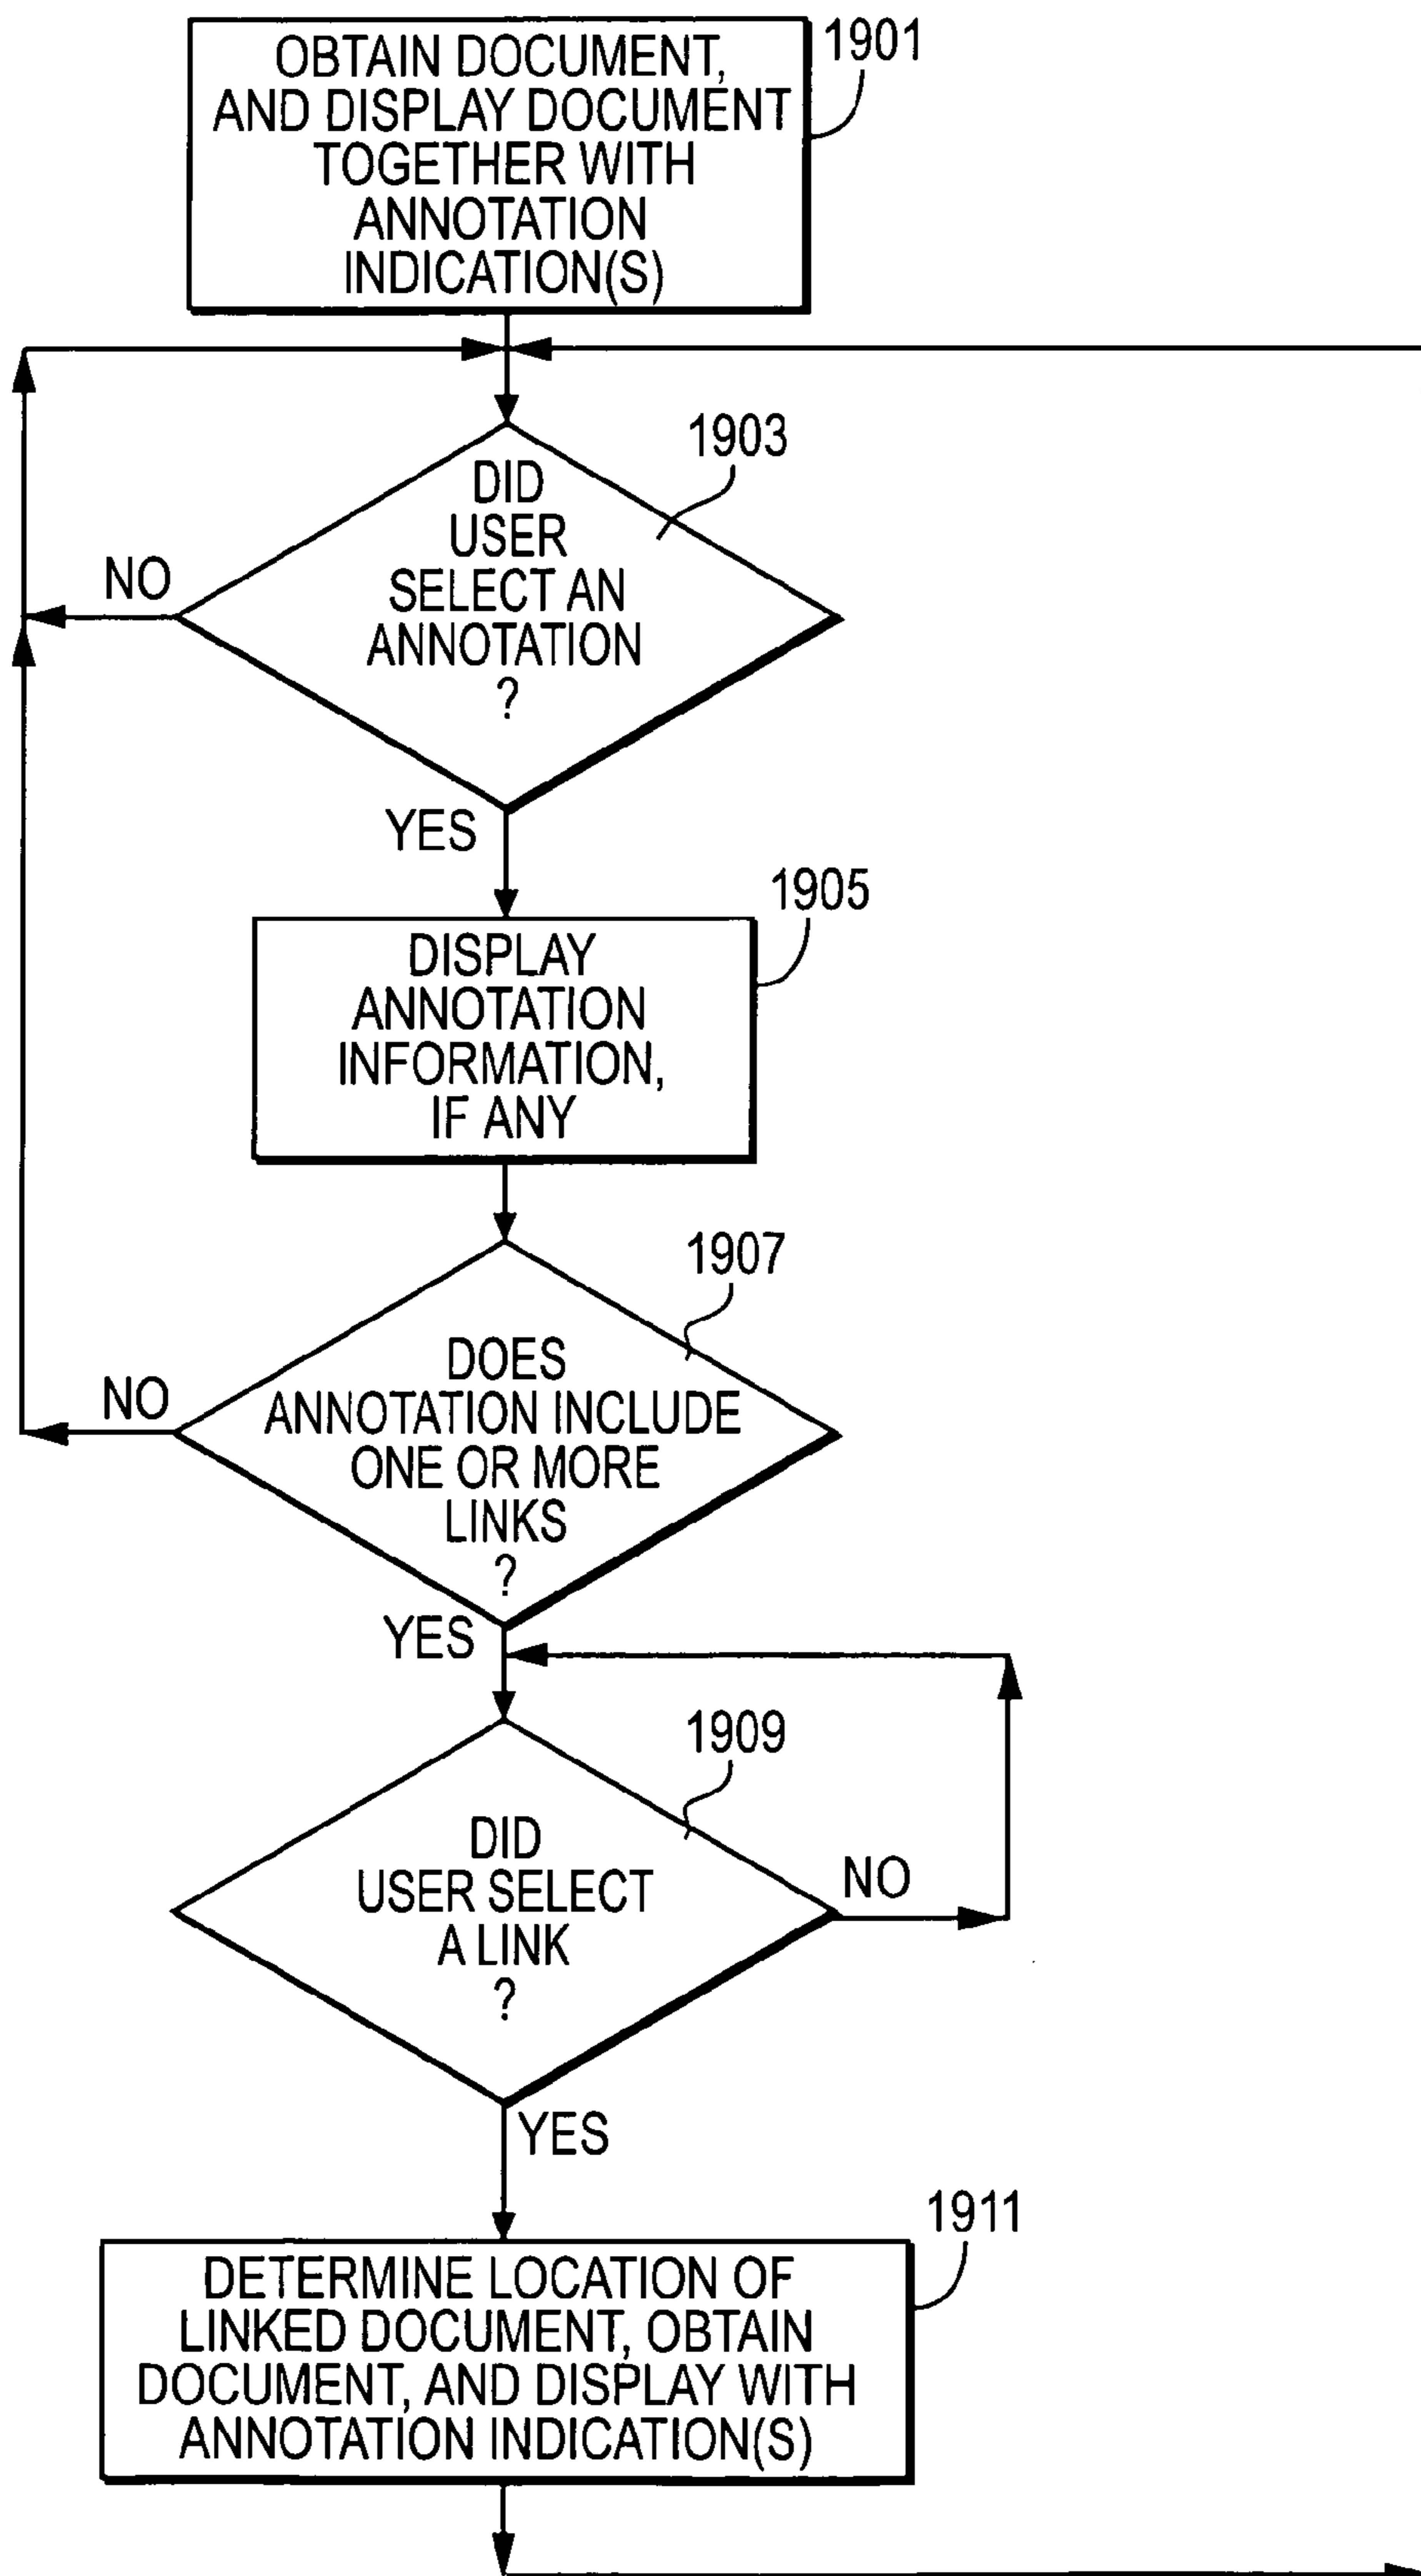 OBTAIN DOCUMENT,
AND DISPLAY DOCUMENT
TOGETHER WITH
ANNOTATION
INDICATION(S)
1901
1903
DID
USER
SELECT AN
ANNOTATION
?
NO
YES
1905
DISPLAY
ANNOTATION
INFORMATION,
IF ANY
1907
DOES
ANNOTATION INCLUDE
ONE OR MORE
LINKS
?
NO
YES
1909
DID
USER SELECT
A LINK
?
NO
YES
1911
DETERMINE LOCATION OF
LINKED DOCUMENT, OBTAIN
DOCUMENT, AND DISPLAY WITH
ANNOTATION INDICATION(S)